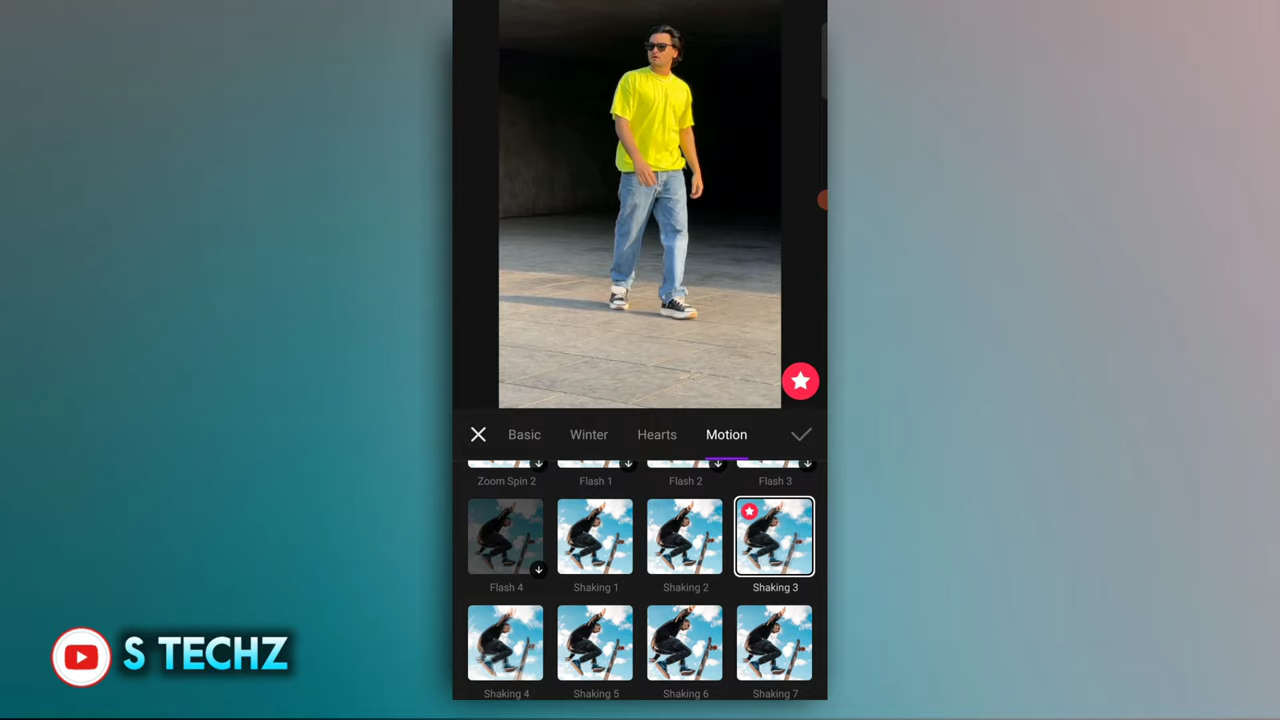 Basic Winter Hearts Motion
Zoom Spin 2 Flash 1 Flash 2 Flash 3
Flash 4 Shaking 1 Shaking 2 Shaking 3
S TECHZ
Shaking 4 Shaking 5 Shaking 6 Shaking 7